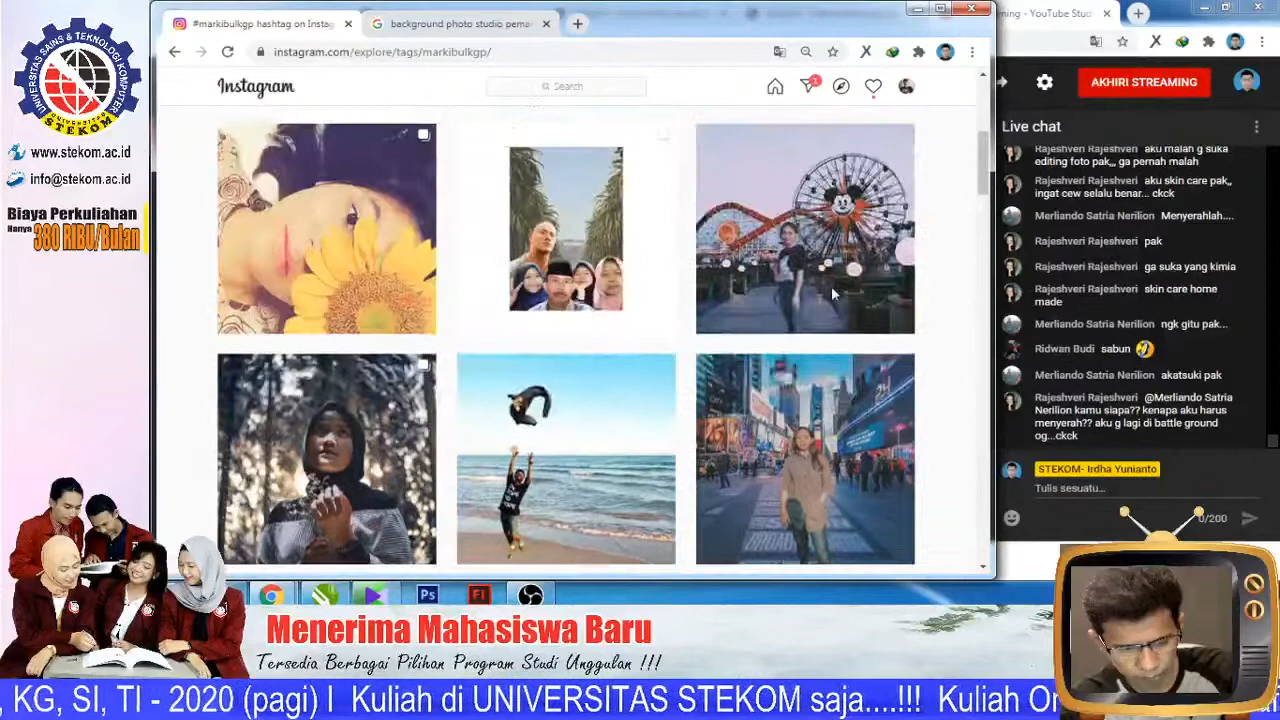 UNIVERSITAS SAINS & TEKNOLOGI KOMPUTER
STEKOM
www.stekom.ac.id
info@stekom.ac.id
Biaya Perkuliahan
Hanya 380 RIBU/Bulan
#markibulkgp hashtag on Instag
background photo studio pema
instagram.com/explore/tags/markibulkgp/
Instagram
Search
1
ming - YouTube Stud
AKHIRI STREAMING
Live chat
Rajeshveri Rajeshveri aku malah g suka
editing foto pak,,, ga pernah malah
Rajeshveri Rajeshveri aku skin care pak,,
ingat cew selalu benar... ckck
Merliando Satria Nerilion Menyerahlah....
Rajeshveri Rajeshveri pak
Rajeshveri Rajeshveri ga suka yang kimia
Rajeshveri Rajeshveri skin care home
made
Merliando Satria Nerilion ngk gitu pak...
Ridwan Budi sabun
Merliando Satria Nerilion akatsuki pak
Rajeshveri Rajeshveri @Merliando Satria
Nerilion kamu siapa?? kenapa aku harus
menyerah?? aku g lagi di battle ground
og...ckck
STEKOM- Irdha Yunianto
Tulis sesuatu...
0/200
Ps
Fl
Menerima Mahasiswa Baru
Tersedia Berbagai Pilihan Program Studi Unggulan !!!
, KG, SI, TI - 2020 (pagi) I Kuliah di UNIVERSITAS STEKOM saja....!!! Kuliah On